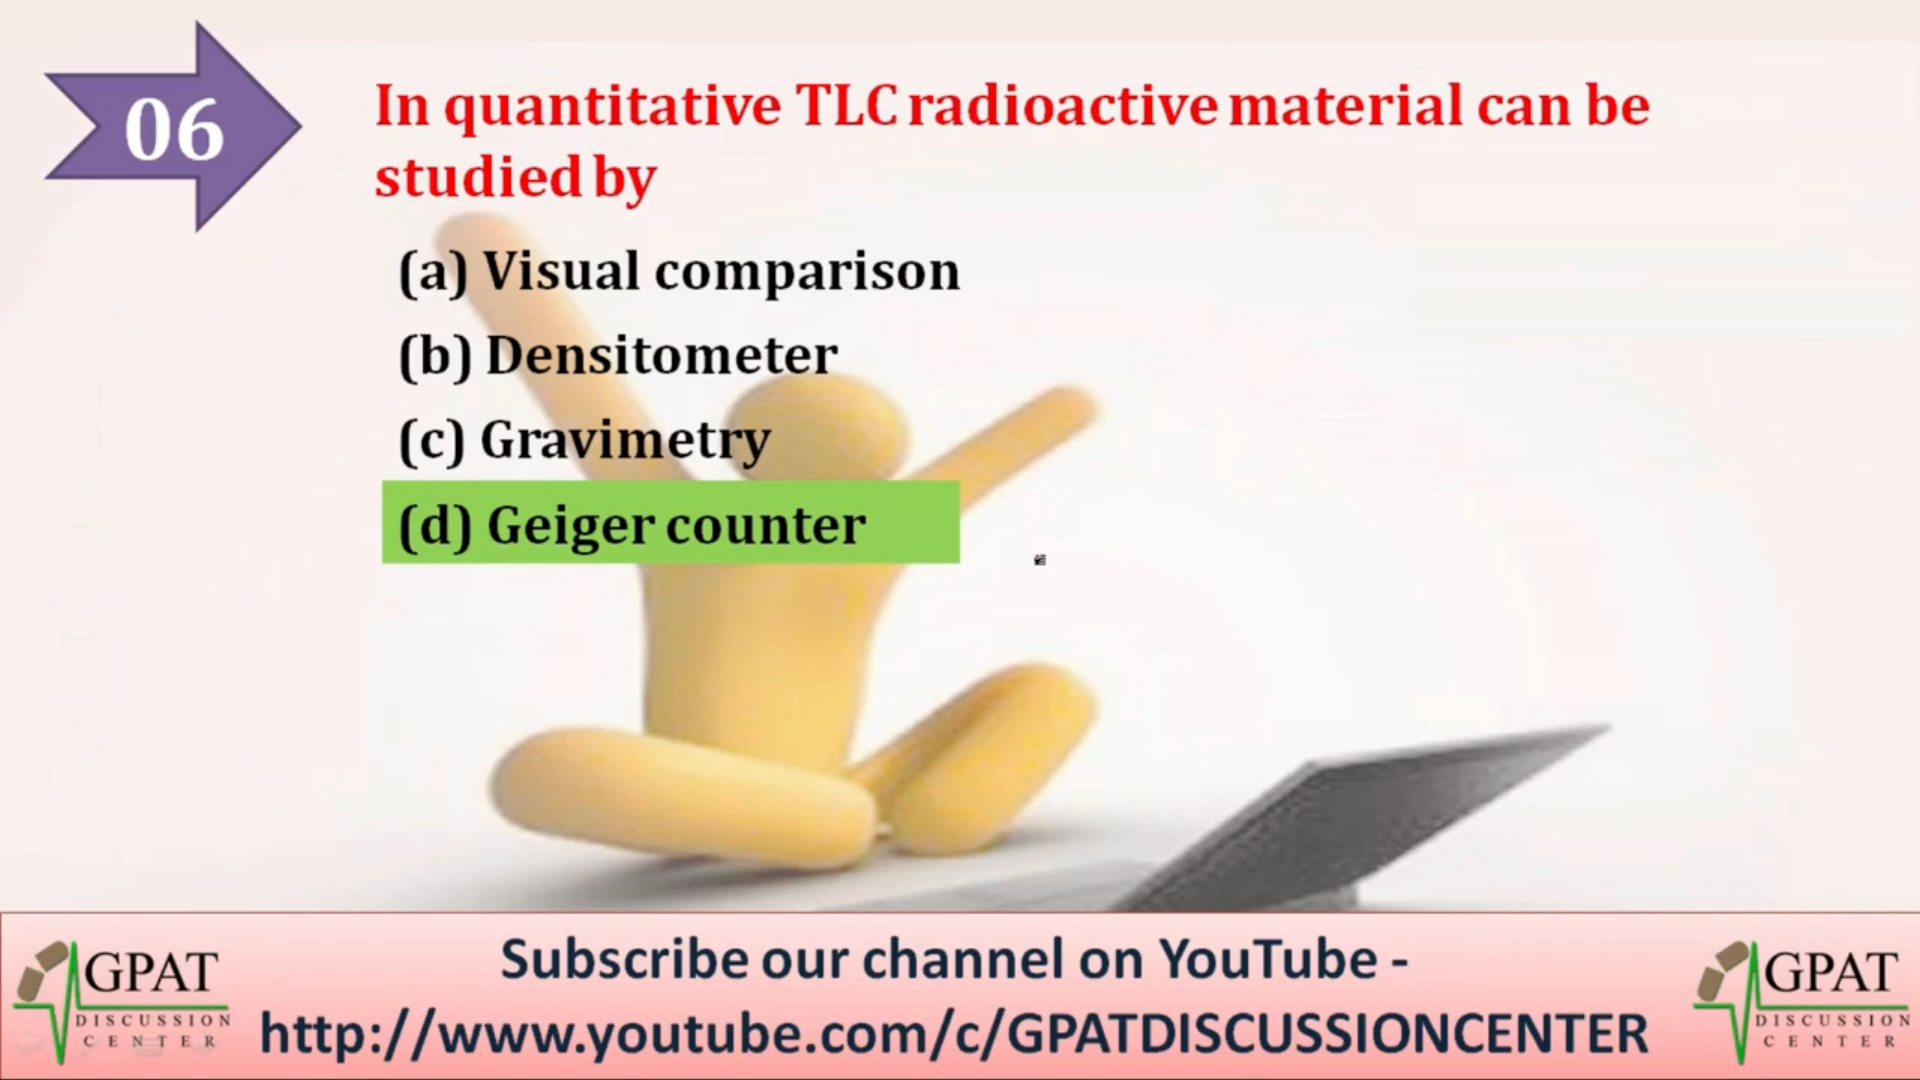 06
In quantitative TLC radioactive material can be
studied by
(a) Visual comparison
(b) Densitometer
(c) Gravimetry
(d) Geiger counter
GPAT
DISCUSSION
CENTER
Subscribe our channel on YouTube -
http://www.youtube.com/c/GPATDISCUSSIONCENTER
GPAT
DISCUSSION
CENTER